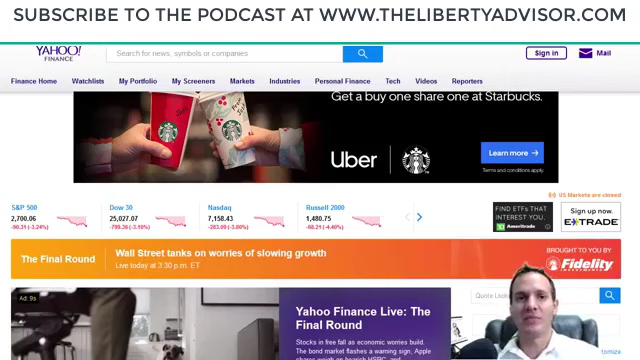 SUBSCRIBE TO THE PODCAST AT WWW.THELIBERTYADVISOR.COM
YAHOO!
FINANCE
Search for news, symbols or companies
Sign in
Mail
Finance Home Watchlists My Portfolio My Screeners Markets Industries Personal Finance Tech Videos Reporters
Get a buy one share one at Starbucks.
Uber
Learn more →
Terms and conditions apply.
US Markets are closed
S&P 500
2,700.06
-90.31 (-3.24%)
Dow 30
25,027.07
-799.36 (-3.10%)
Nasdaq
7,158.43
-283.09 (-3.80%)
Russell 2000
1,480.75
-68.21 (-4.40%)
FIND ETFs THAT
INTEREST YOU.
TD Ameritrade
Sign up now.
E*TRADE
The Final Round
Wall Street tanks on worries of slowing growth
Live today at 3:30 p.m. ET
BROUGHT TO YOU BY
Fidelity
INVESTMENTS
Ad: 9s
Yahoo Finance Live: The
Final Round
Stocks in free fall as economic worries build.
The bond market flashes a warning sign, Apple
Quote Lookup